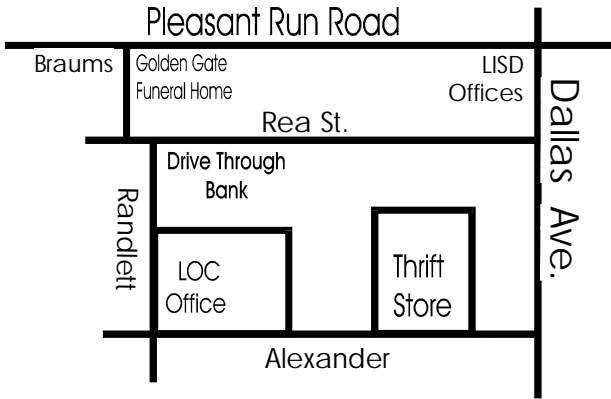 Pleasant Run Road
Braums
Golden Gate
Funeral Home
LISD
Offices
Rea St.
Dallas Ave.
Drive Through
Bank
Randlett
LOC
Office
Thrift
Store
Alexander